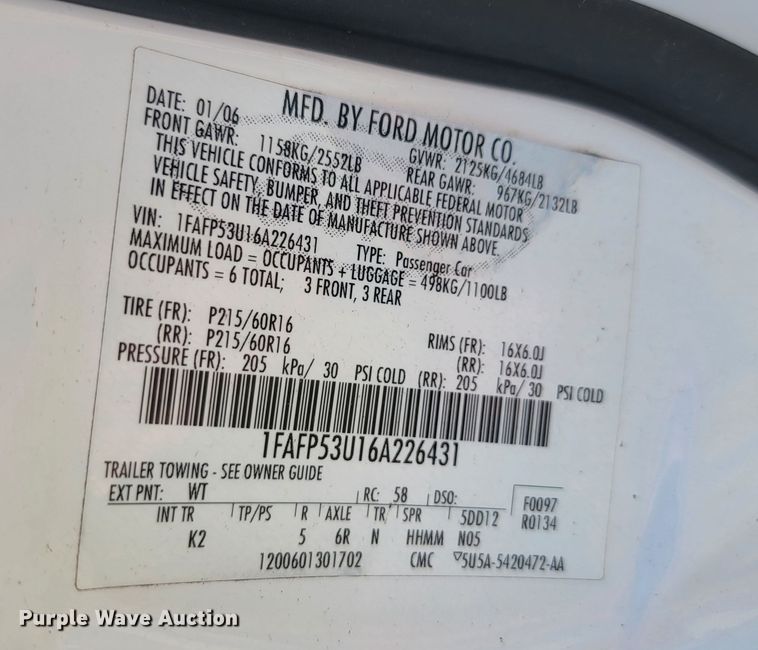 MFD. BY FORD MOTOR CO.
DATE: 01/06 GVWR: 2125KG/4684LB
FRONT GAWR: 1158KG/2552LB REAR GAWR: 967KG/2132LB
THIS VEHICLE CONFORMS TO ALL APPLICABLE FEDERAL MOTOR
VEHICLE SAFETY, BUMPER, AND THEFT PREVENTION STANDARDS
IN EFFECT ON THE DATE OF MANUFACTURE SHOWN ABOVE.
VIN: 1FAFP53U16A226431 TYPE: Passenger Car
MAXIMUM LOAD = OCCUPANTS + LUGGAGE = 498KG/1100LB
OCCUPANTS = 6 TOTAL; 3 FRONT, 3 REAR
TIRE (FR): P215/60R16 RIMS (FR): 16X6.0J
(RR): P215/60R16 (RR): 16X6.0J
PRESSURE (FR): 205 kPa/ 30 PSI COLD (RR): 205 kPa/ 30 PSI COLD
1FAFP53U16A226431
TRAILER TOWING - SEE OWNER GUIDE
EXT PNT: WT RC: 58 DSO: F0097
INT TR TP/PS R AXLE TR SPR 5DD12 R0134
K2 5 6R N HHMM N05
1200601301702 CMC ▽5U5A-5420472-AA
Purple Wave Auction